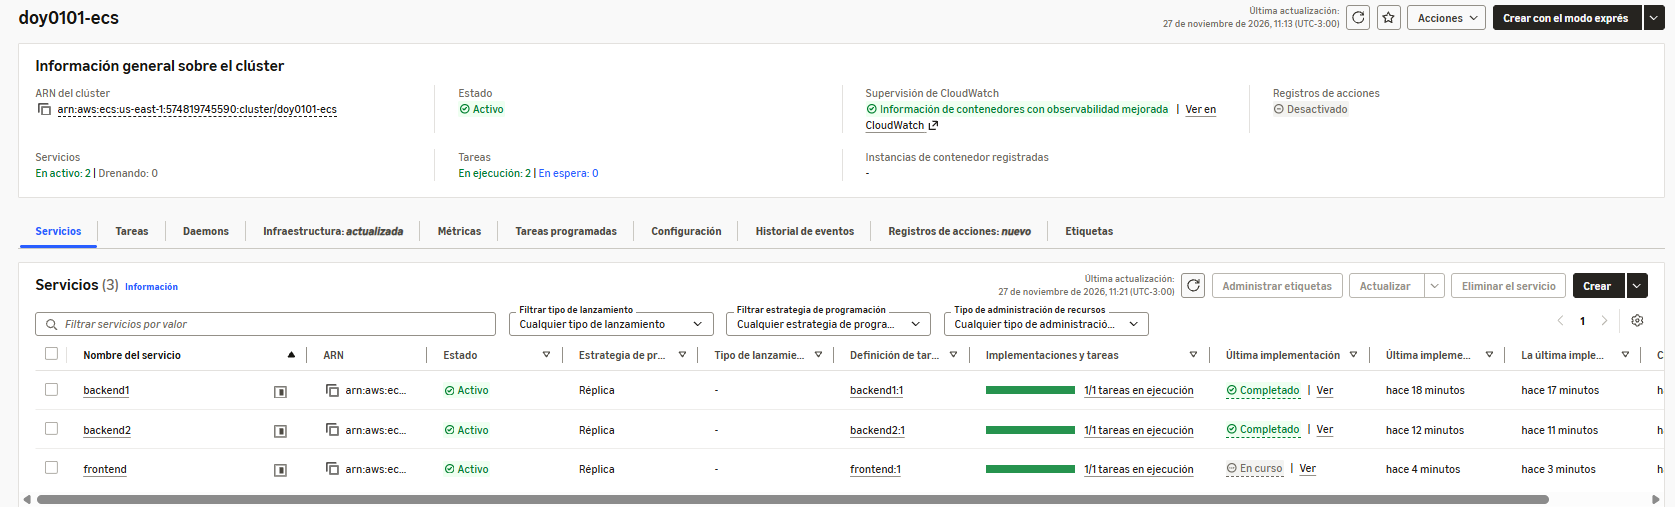 doy0101-ecs
Última actualización:
27 de noviembre de 2026, 11:13 (UTC-3:00)
Acciones
Crear con el modo exprés
Información general sobre el clúster
ARN del clúster
arn:aws:ecs:us-east-1:574819745590:cluster/doy0101-ecs
Estado
Activo
Supervisión de CloudWatch
Información de contenedores con observabilidad mejorada | Ver en
CloudWatch
Registros de acciones
Desactivado
Servicios
En activo: 2 | Drenando: 0
Tareas
En ejecución: 2 | En espera: 0
Instancias de contenedor registradas
-
Servicios Tareas Daemons Infraestructura: actualizada Métricas Tareas programadas Configuración Historial de eventos Registros de acciones: nuevo Etiquetas
Servicios (3) Información
Última actualización:
27 de noviembre de 2026, 11:21 (UTC-3:00)
Administrar etiquetas Actualizar Eliminar el servicio Crear
Filtrar servicios por valor
Filtrar tipo de lanzamiento
Cualquier tipo de lanzamiento
Filtrar estrategia de programación
Cualquier estrategia de progra...
Tipo de administración de recursos
Cualquier tipo de administració...
1
Nombre del servicio ARN Estado Estrategia de pr... Tipo de lanzamie... Definición de tar... Implementaciones y tareas Última implementación Última impleme... La última imple... C
backend1 arn:aws:ec... Activo Réplica - backend1:1 1/1 tareas en ejecución Completado | Ver hace 18 minutos hace 17 minutos h
backend2 arn:aws:ec... Activo Réplica - backend2:1 1/1 tareas en ejecución Completado | Ver hace 12 minutos hace 11 minutos h
frontend arn:aws:ec... Activo Réplica - frontend:1 1/1 tareas en ejecución En curso | Ver hace 4 minutos hace 3 minutos h